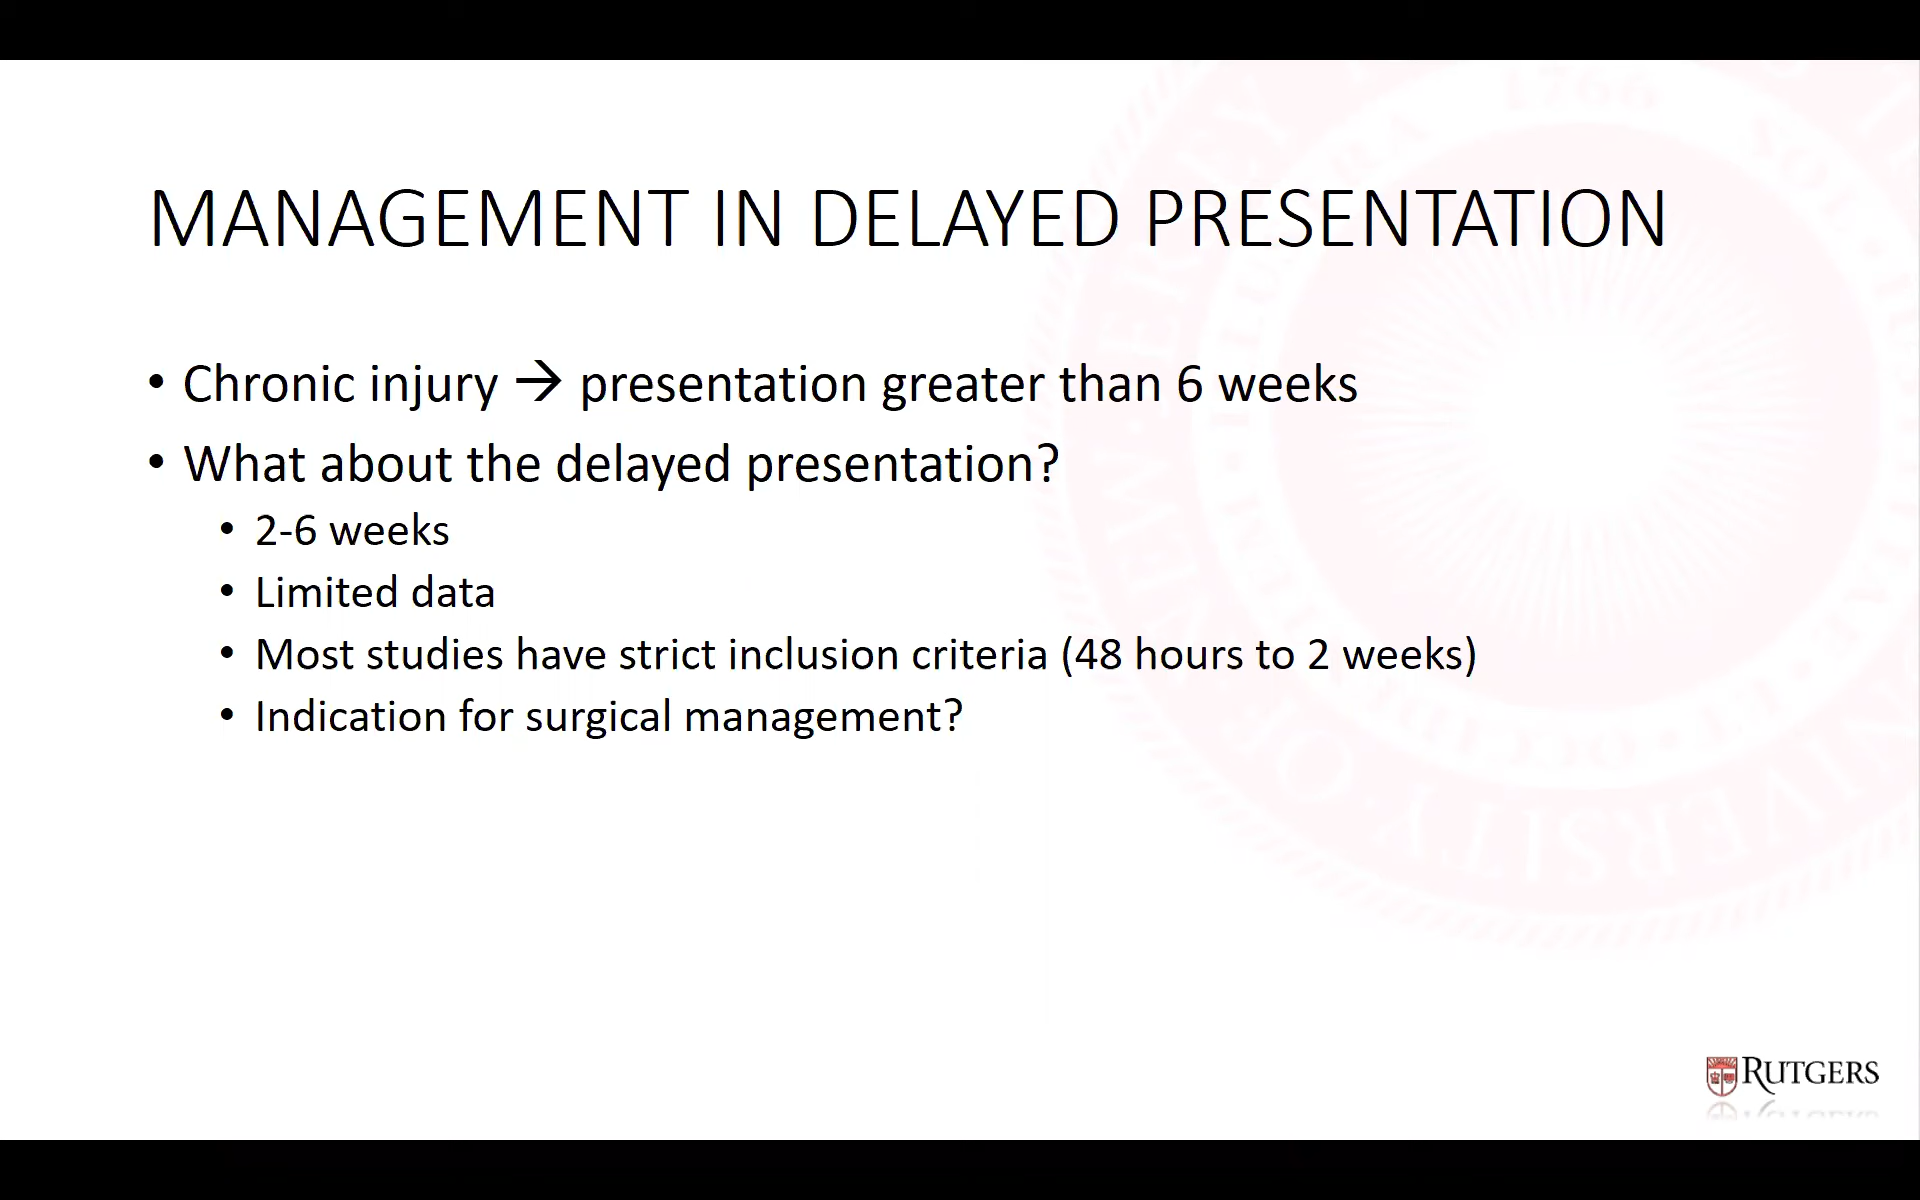 MANAGEMENT IN DELAYED PRESENTATION
• Chronic injury → presentation greater than 6 weeks
• What about the delayed presentation?
• 2-6 weeks
• Limited data
• Most studies have strict inclusion criteria (48 hours to 2 weeks)
• Indication for surgical management?
RUTGERS